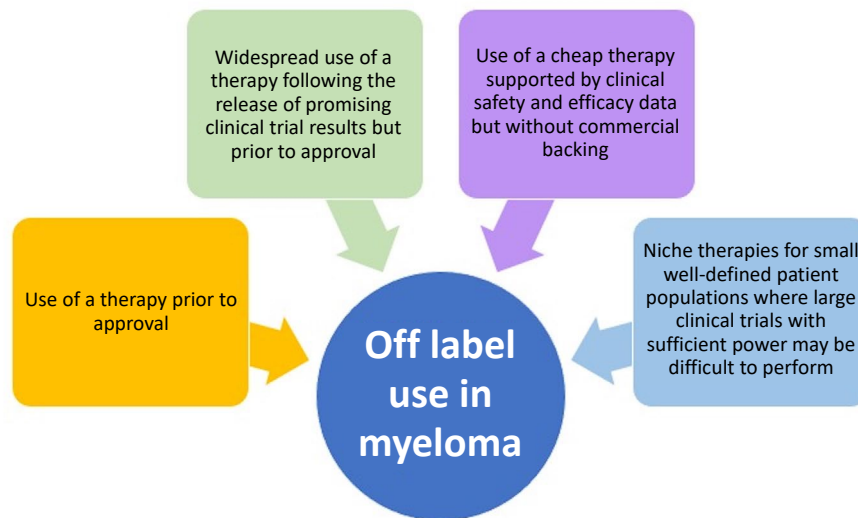 Widespread use of a
therapy following the
release of promising
clinical trial results but
prior to approval
Use of a cheap therapy
supported by clinical
safety and efficacy data
but without commercial
backing
Use of a therapy prior to
approval
Niche therapies for small
well-defined patient
populations where large
clinical trials with
sufficient power may be
difficult to perform
Off label
use in
myeloma